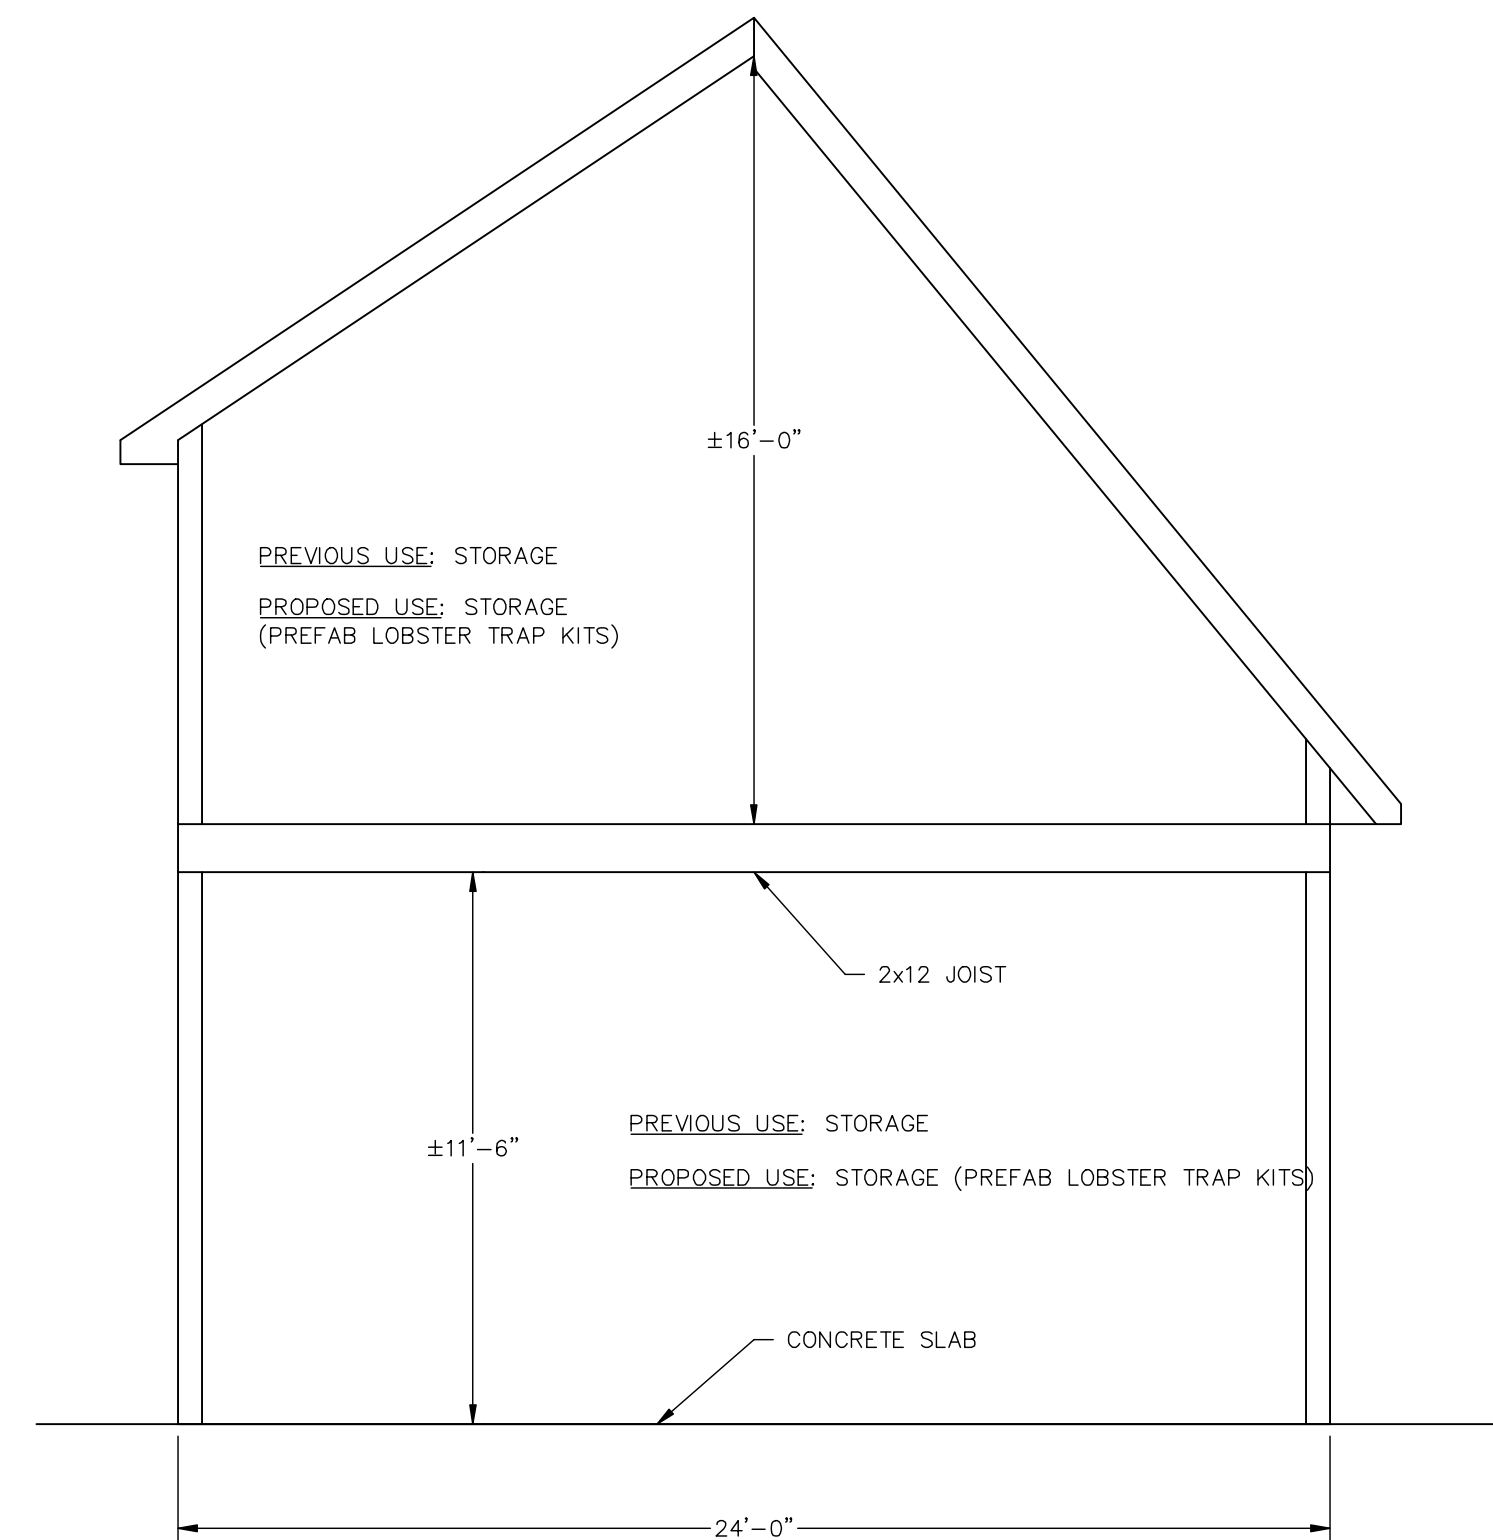 ±16'-0"
PREVIOUS USE: STORAGE
PROPOSED USE: STORAGE
(PREFAB LOBSTER TRAP KITS)
2x12 JOIST
PREVIOUS USE: STORAGE
±11'-6"
PROPOSED USE: STORAGE (PREFAB LOBSTER TRAP KITS)
CONCRETE SLAB
24'-0"